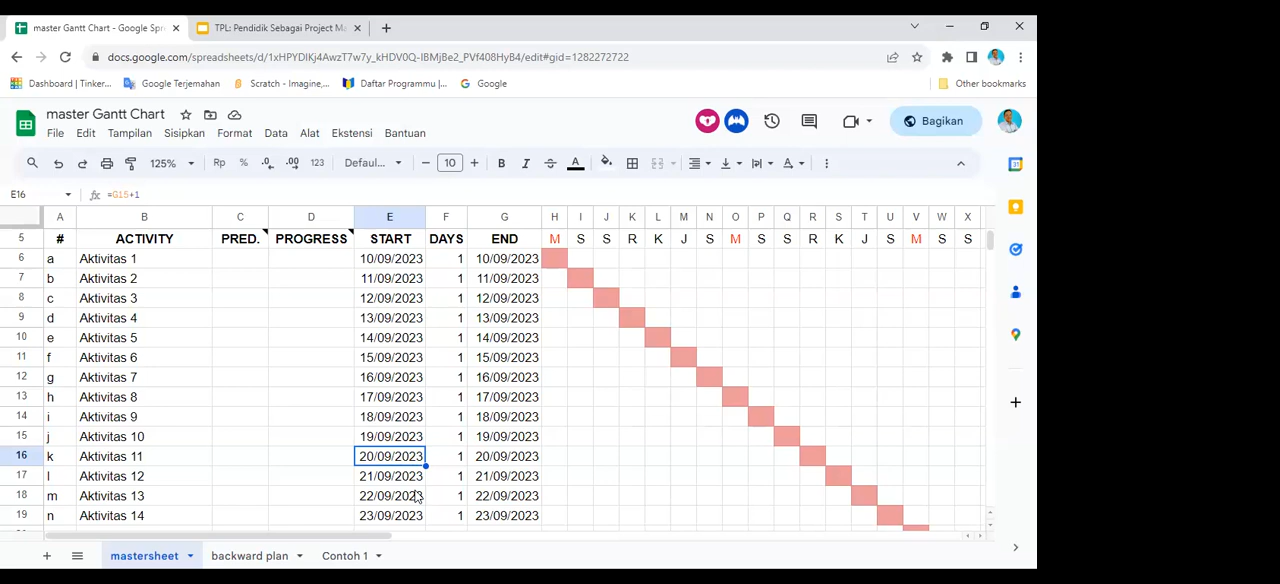 master Gantt Chart - Google Spr
TPL: Pendidik Sebagai Project Ma
docs.google.com/spreadsheets/d/1xHPYDIKj4AwzT7w7y_kHDV0Q-IBMjBe2_PVf408HyB4/edit#gid=1282272722
Dashboard | Tinker... Google Terjemahan Scratch - Imagine,... Daftar Programmu |... Google Other bookmarks
master Gantt Chart
File Edit Tampilan Sisipkan Format Data Alat Ekstensi Bantuan Bagikan
125% Rp % .0 .00 123 Defaul... 10 B I A
E16 fx =G15+1
A B C D E F G H I J K L M N O P Q R S T U V W X
5 # ACTIVITY PRED. PROGRESS START DAYS END M S S R K J S M S S R K J S M S S
6 a Aktivitas 1 10/09/2023 1 10/09/2023
7 b Aktivitas 2 11/09/2023 1 11/09/2023
8 c Aktivitas 3 12/09/2023 1 12/09/2023
9 d Aktivitas 4 13/09/2023 1 13/09/2023
10 e Aktivitas 5 14/09/2023 1 14/09/2023
11 f Aktivitas 6 15/09/2023 1 15/09/2023
12 g Aktivitas 7 16/09/2023 1 16/09/2023
13 h Aktivitas 8 17/09/2023 1 17/09/2023
14 i Aktivitas 9 18/09/2023 1 18/09/2023
15 j Aktivitas 10 19/09/2023 1 19/09/2023
16 k Aktivitas 11 20/09/2023 1 20/09/2023
17 l Aktivitas 12 21/09/2023 1 21/09/2023
18 m Aktivitas 13 22/09/2023 1 22/09/2023
19 n Aktivitas 14 23/09/2023 1 23/09/2023
mastersheet backward plan Contoh 1